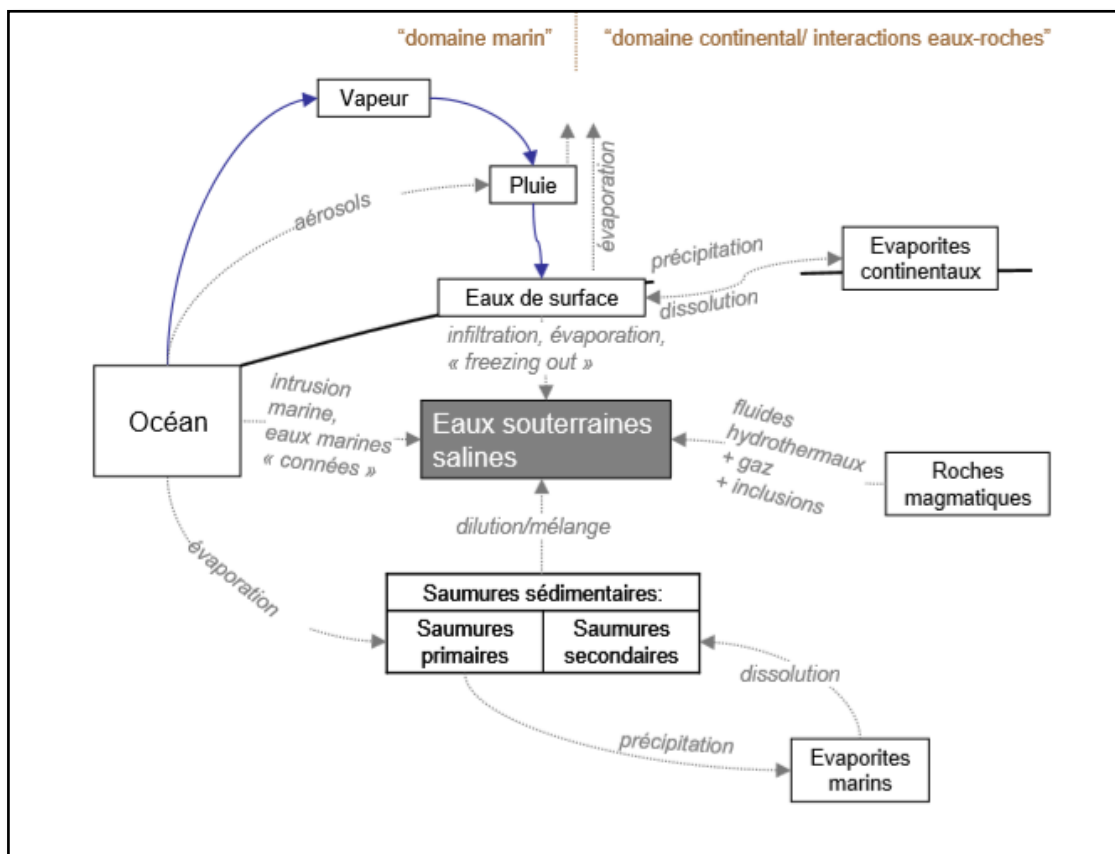 “domaine marin”
“domaine continental/ interactions eaux-roches”
Vapeur
Pluie
aérosols
évaporation
précipitation
dissolution
Evaporites
continentaux
Eaux de surface
infiltration, évaporation,
« freezing out »
Océan
intrusion
marine,
eaux marines
« connées »
Eaux souterraines
salines
fluides
hydrothermaux
+ gaz
+ inclusions
Roches
magmatiques
dilution/mélange
évaporation
Saumures sédimentaires:
Saumures
primaires
Saumures
secondaires
dissolution
précipitation
Evaporites
marins